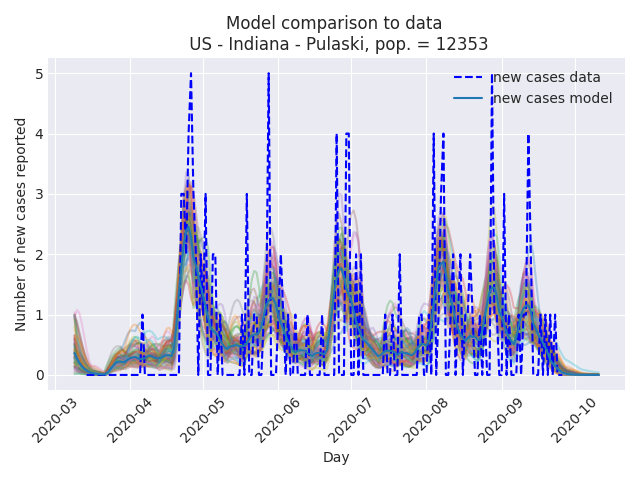 Model comparison to data
US - Indiana - Pulaski, pop. = 12353
new cases data
new cases model
Number of new cases reported
5
4
3
2
1
0
2020-03
2020-04
2020-05
2020-06
2020-07
2020-08
2020-09
2020-10
Day